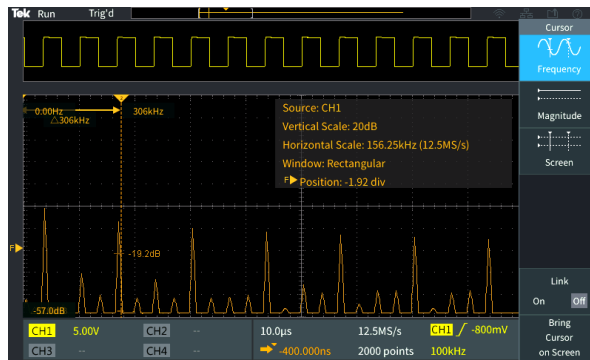 Tek Run Trig'd
Cursor
Frequency
Magnitude
Screen
Link
On Off
Bring
Cursor
on Screen
0.00Hz 306kHz
△306kHz
Source: CH1
Vertical Scale: 20dB
Horizontal Scale: 156.25kHz (12.5MS/s)
Window: Rectangular
F Position: -1.92 div
F
-19.2dB
-57.0dB
CH1 5.00V CH2 -- 10.0µs 12.5MS/s CH1 -800mV
CH3 -- CH4 -- -400.000ns 2000 points 100kHz